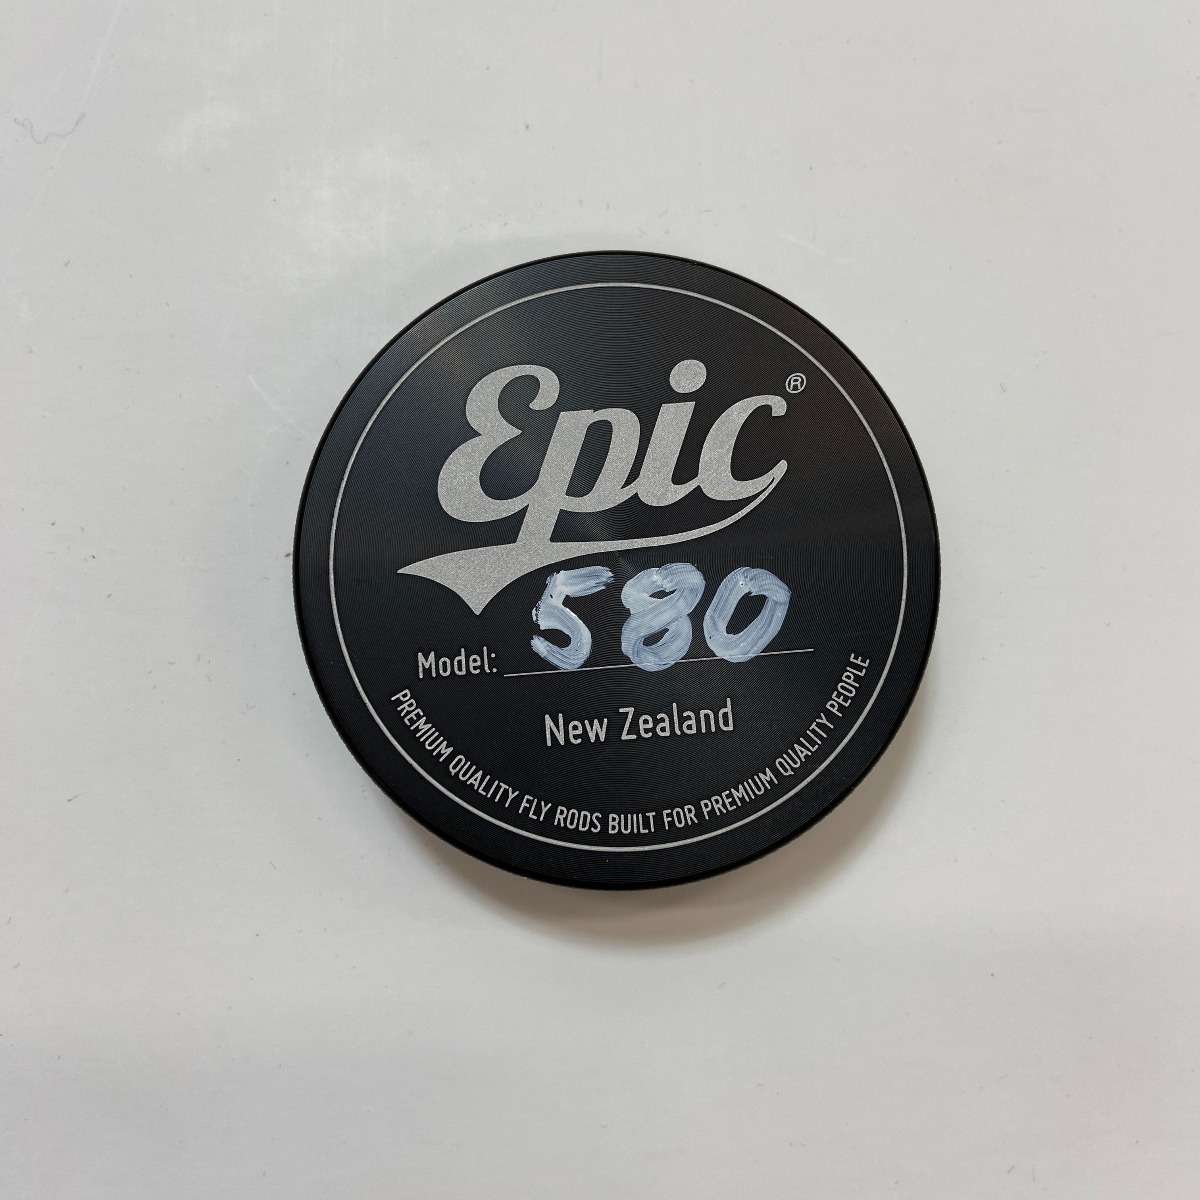 Epic®
580
Model:
New Zealand
PREMIUM QUALITY FLY RODS BUILT FOR PREMIUM QUALITY PEOPLE